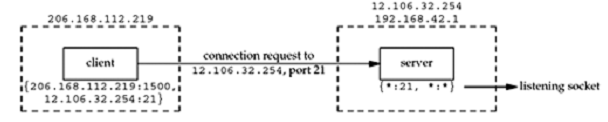 12.106.32.254
206.168.112.219
192.168.42.1
client
connection request to
12.106.32.254, port 21
server
{206.168.112.219:1500,
12.106.32.254:21}
{*:21, *:*}
listening socket